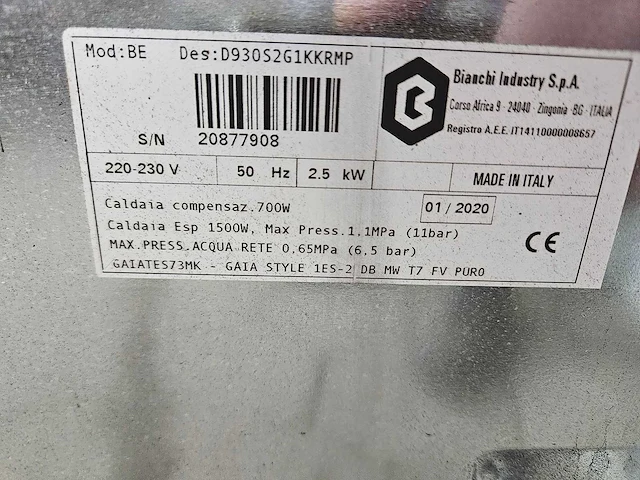 Mod:BE Des:D930S2G1KKRMP
Bianchi Industry S.p.A.
Corso Africa 9 - 24040 - Zingonia - BG - ITALIA
Registro A.E.E. IT14110000008657
S/N 20877908
220-230 V 50 Hz 2.5 kW MADE IN ITALY
Caldaia compensaz.700W 01 / 2020
Caldaia Esp 1500W, Max Press.1,1MPa (11bar)
MAX.PRESS.ACQUA RETE 0,65MPa (6,5 bar) CE
GAIATES73MK - GAIA STYLE 1ES-2 DB MW T7 FV PURO